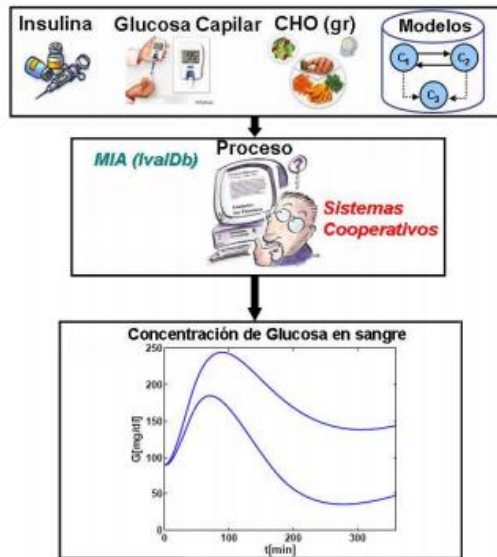 Insulina
Glucosa Capilar
CHO (gr)
Modelos
95
C1
C2
C3
Proceso
MIA (IvalDb)
?
Sistemas
Cooperativos
Concentración de Glucosa en sangre
250
200
150
100
50
0
G[mg/dl]
0 100 200 300
t[min]